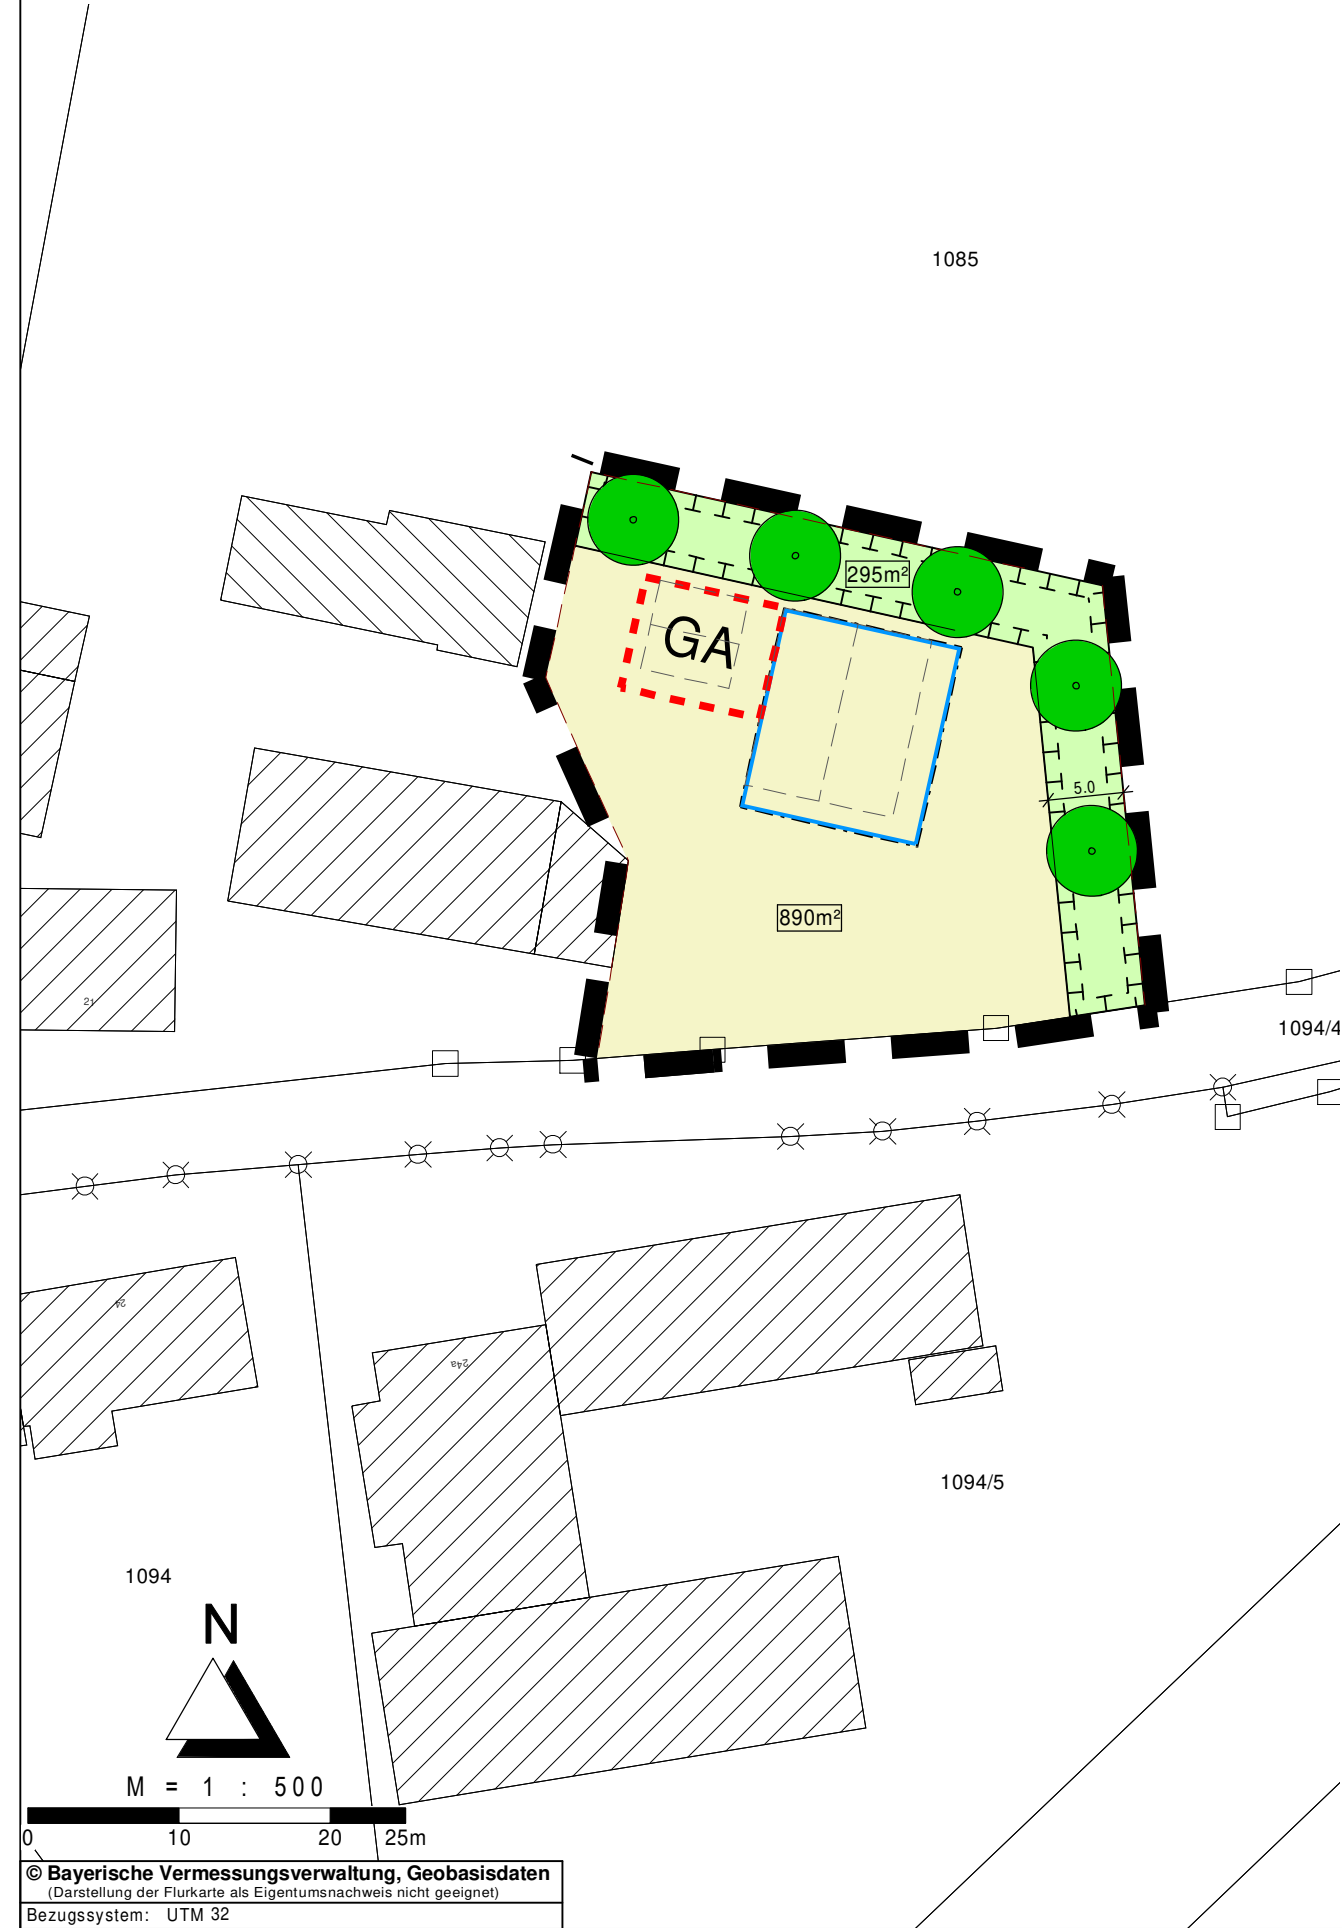 1085
295m²
GA
5.0
890m²
21
1094/4
24
24a
1094/5
1094
N
M = 1 : 500
0 10 20 25m
© Bayerische Vermessungsverwaltung, Geobasisdaten
(Darstellung der Flurkarte als Eigentumsnachweis nicht geeignet)
Bezugssystem: UTM 32